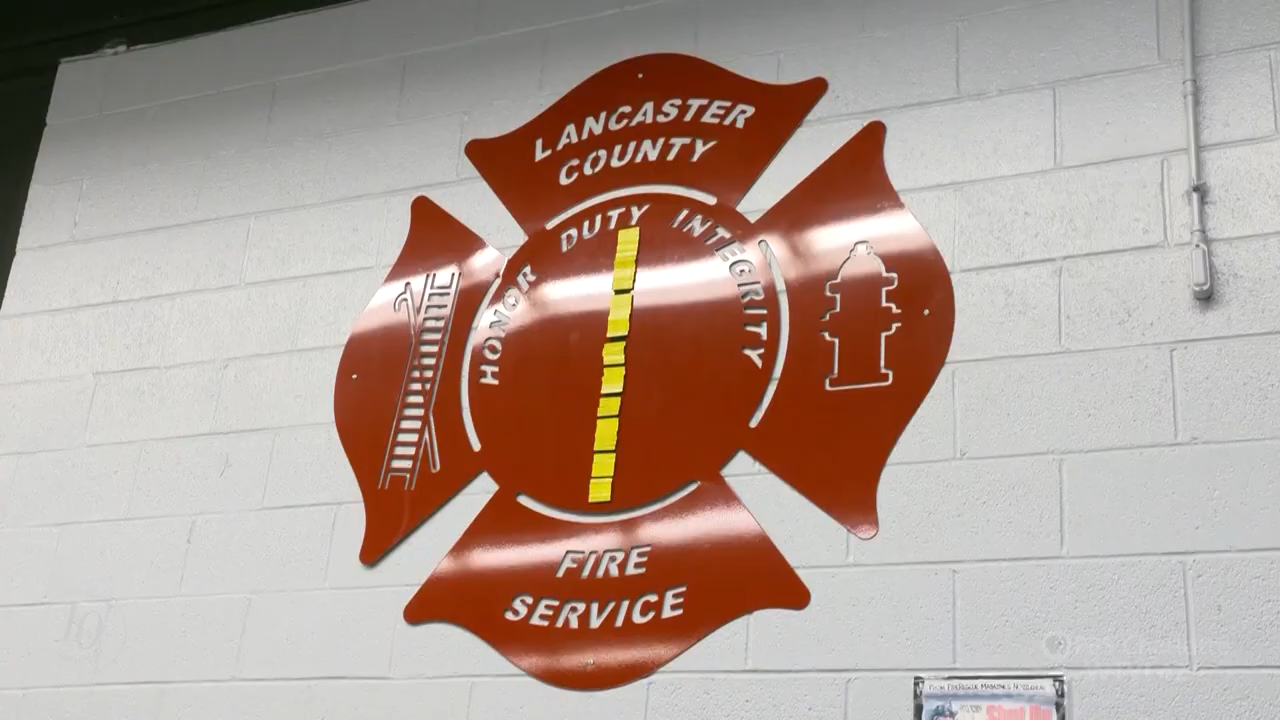 LANCASTER
COUNTY
HONOR DUTY INTEGRITY
FIRE
SERVICE